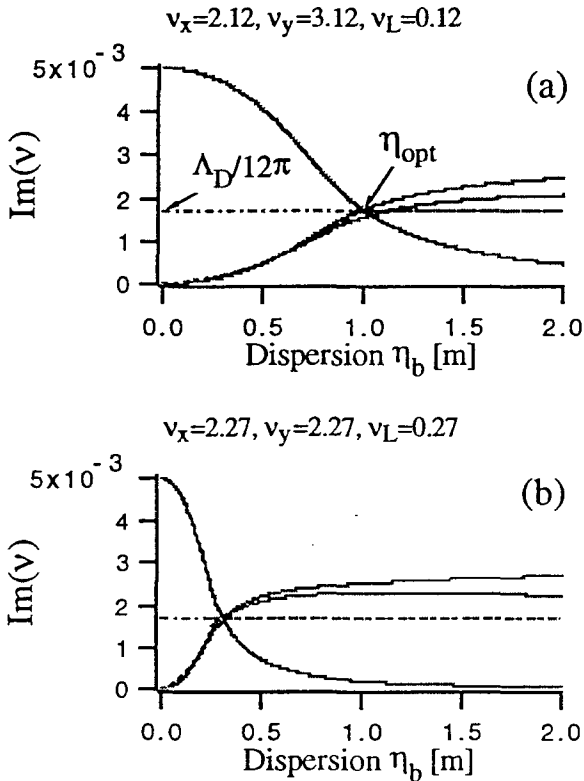 νx=2.12, νy=3.12, νL=0.12
5x10⁻³
(a)
4
ΛD/12π
ηopt
3
2
1
0
Im(ν)
0.0 0.5 1.0 1.5 2.0
Dispersion ηb [m]
νx=2.27, νy=2.27, νL=0.27
5x10⁻³
(b)
4
3
2
1
0
Im(ν)
0.0 0.5 1.0 1.5 2.0
Dispersion ηb [m]